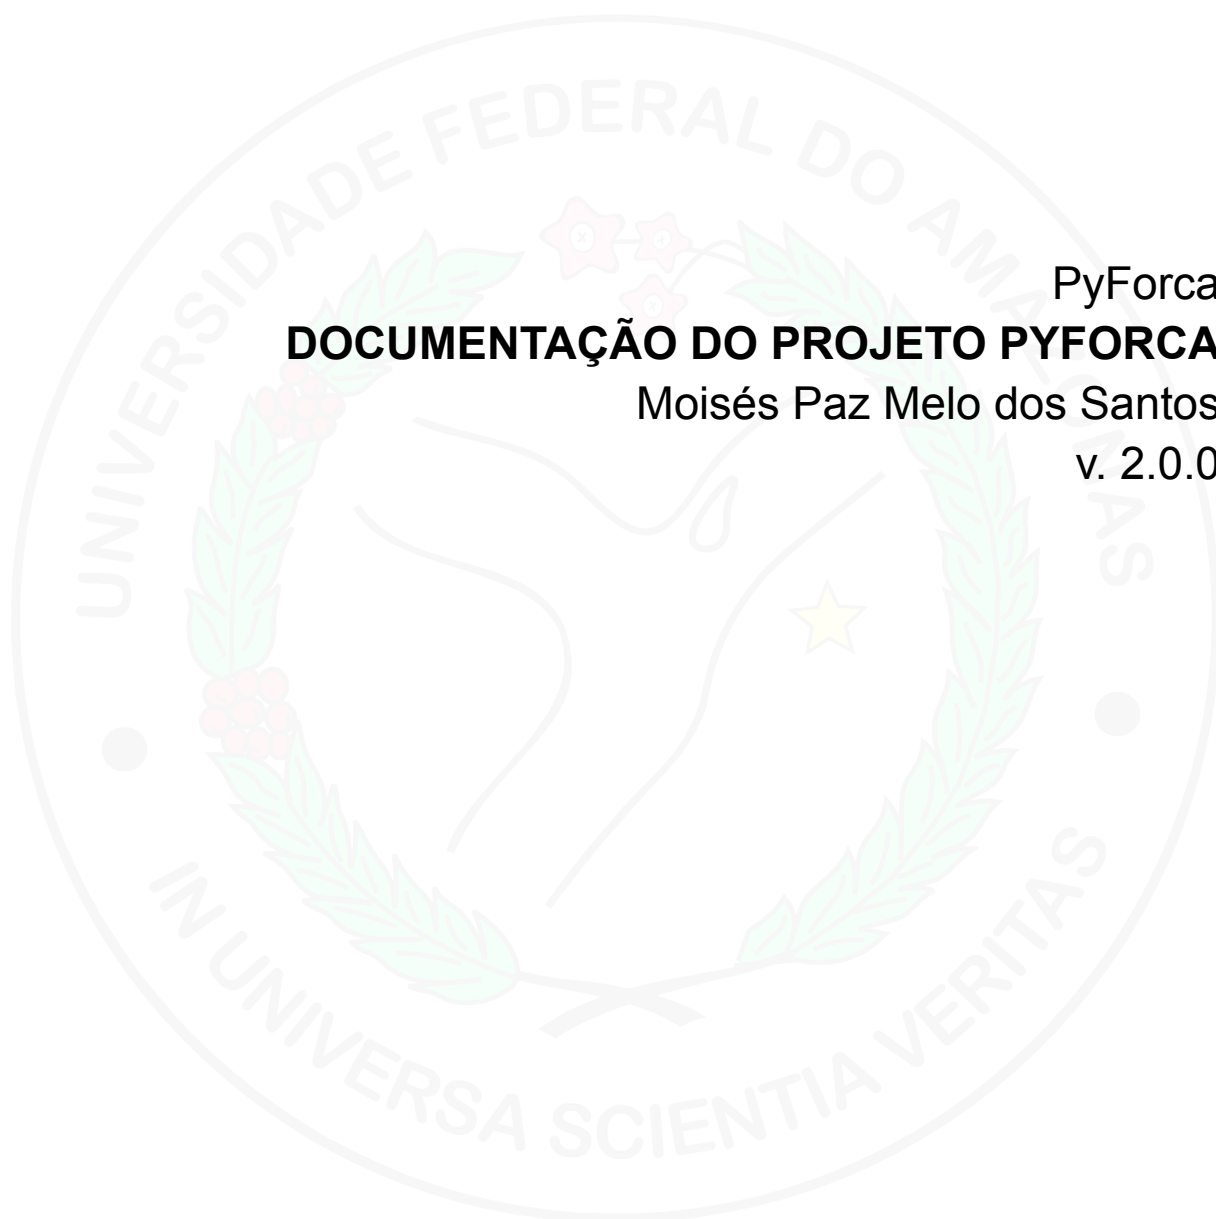 UNIVERSIDADE FEDERAL DO AMAZONAS
PyForca
DOCUMENTAÇÃO DO PROJETO PYFORCA
Moisés Paz Melo dos Santos
v. 2.0.0
IN UNIVERSA SCIENTIA VERITAS